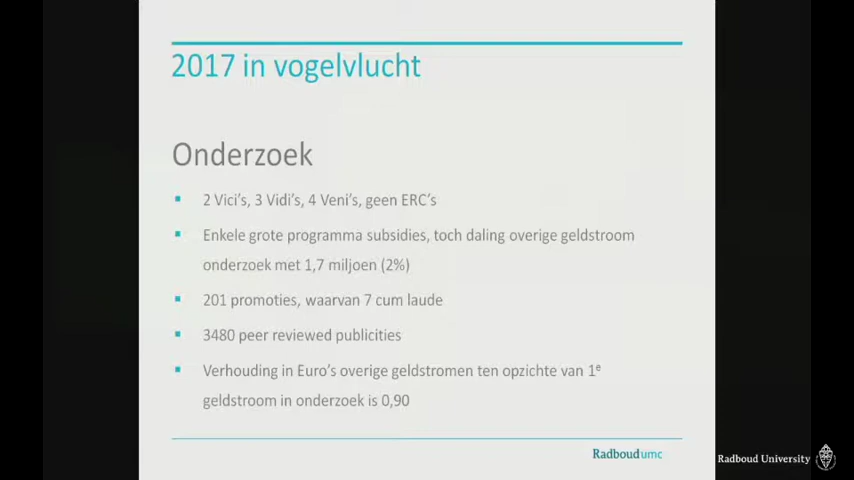 2017 in vogelvlucht
Onderzoek
2 Vici's, 3 Vidi's, 4 Veni's, geen ERC's
Enkele grote programma subsidies, toch daling overige geldstroom
onderzoek met 1,7 miljoen (2%)
201 promoties, waarvan 7 cum laude
3480 peer reviewed publicities
Verhouding in Euro's overige geldstromen ten opzichte van 1e
geldstroom in onderzoek is 0,90
Radboudumc
Radboud University